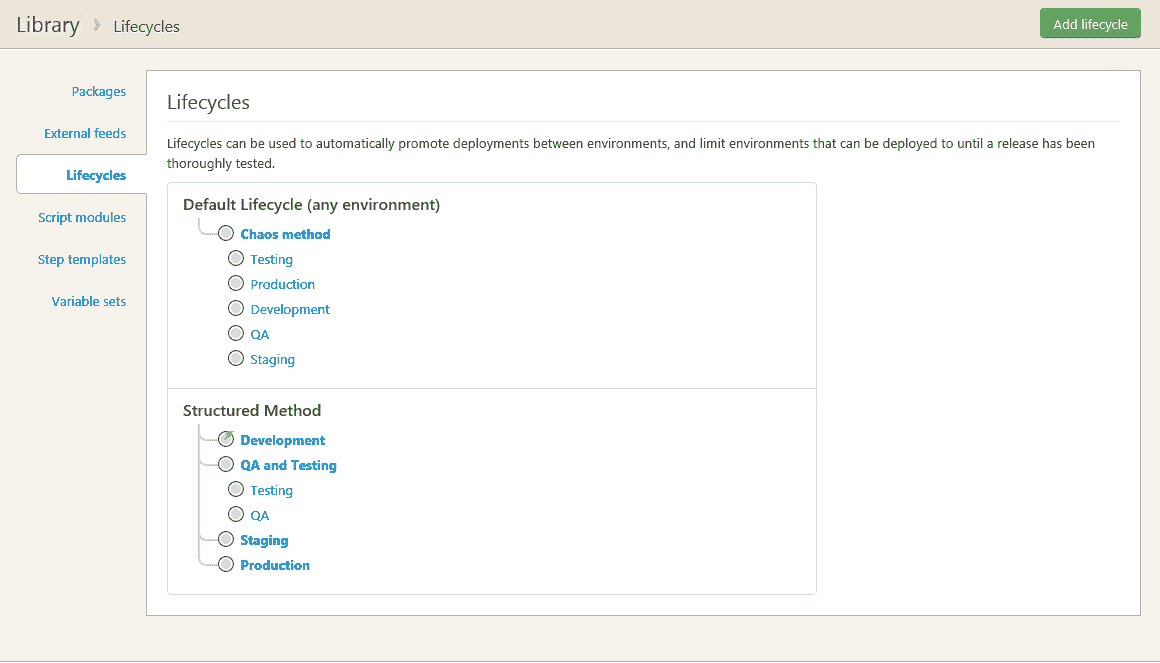 Library › Lifecycles
Add lifecycle
Packages
External feeds
Lifecycles
Script modules
Step templates
Variable sets
Lifecycles
Lifecycles can be used to automatically promote deployments between environments, and limit environments that can be deployed to until a release has been
thoroughly tested.
Default Lifecycle (any environment)
Chaos method
Testing
Production
Development
QA
Staging
Structured Method
Development
QA and Testing
Testing
QA
Staging
Production